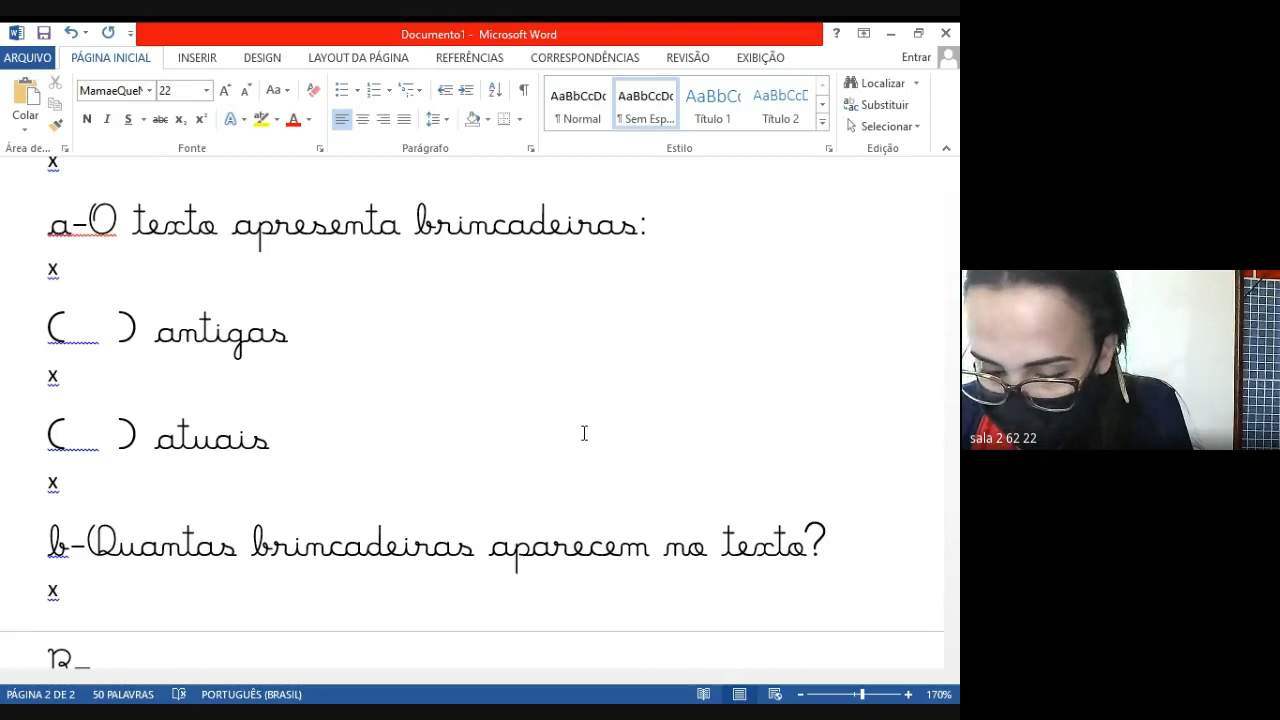 Documento1 - Microsoft Word
ARQUIVO PÁGINA INICIAL INSERIR DESIGN LAYOUT DA PÁGINA REFERÊNCIAS CORRESPONDÊNCIAS REVISÃO EXIBIÇÃO Entrar
Colar
MamaeQueN 22
AaBbCcDc AaBbCcDc AaBbC AaBbCcD
¶ Normal ¶ Sem Esp... Título 1 Título 2
Localizar
Substituir
Selecionar
Área de... Fonte Parágrafo Estilo Edição
x
a-O texto apresenta brincadeiras:
x
( ) antigas
x
( ) atuais
x
b-Quantas brincadeiras aparecem no texto?
x
R-
sala 2 62 22
PÁGINA 2 DE 2 50 PALAVRAS PORTUGUÊS (BRASIL) 170%